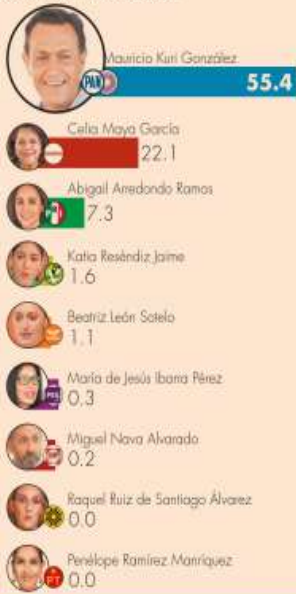 Mauricio Kuri González
PAN
55.4
Celia Maya García
22.1
Abigail Arredondo Ramos
PRI
7.3
Katia Reséndiz Jaime
1.6
Beatriz León Sotelo
1.1
María de Jesús Ibarra Pérez
PES
0.3
Miguel Nava Alvarado
0.2
Raquel Ruiz de Santiago Álvarez
0.0
Penélope Ramírez Manríquez
PT
0.0